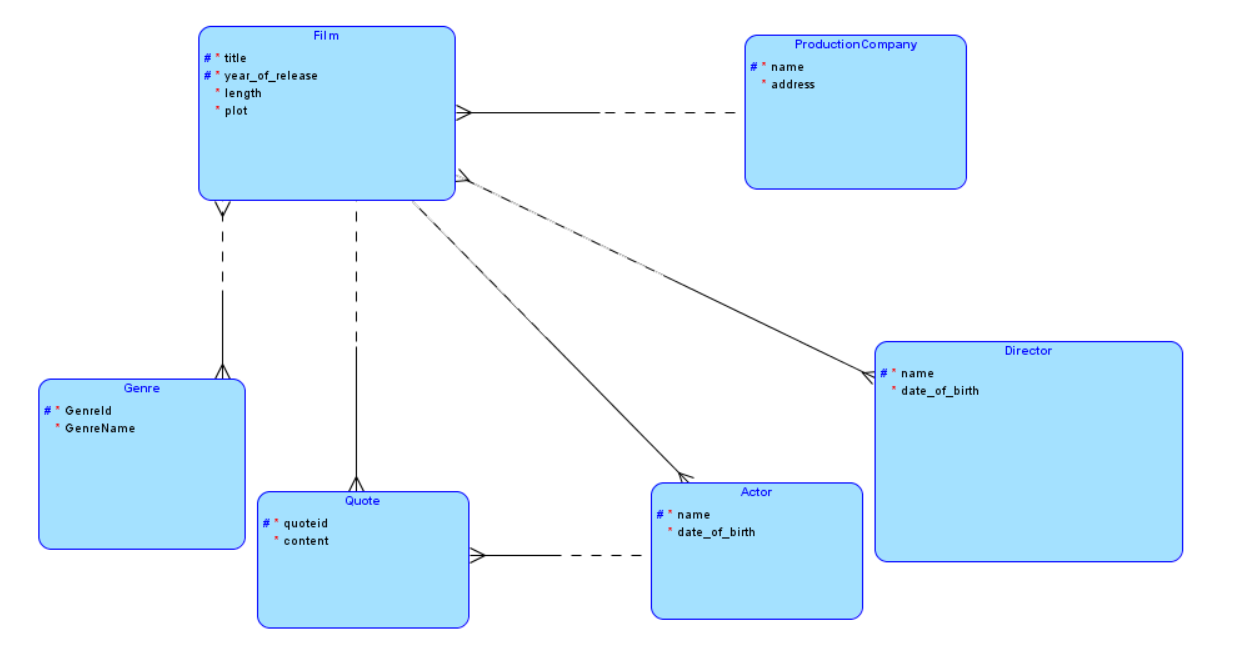 Film
# * title
# * year_of_release
* length
* plot
ProductionCompany
# * name
* address
Director
# * name
* date_of_birth
Genre
# * GenreId
* GenreName
Quote
# * quoteid
* content
Actor
# * name
* date_of_birth